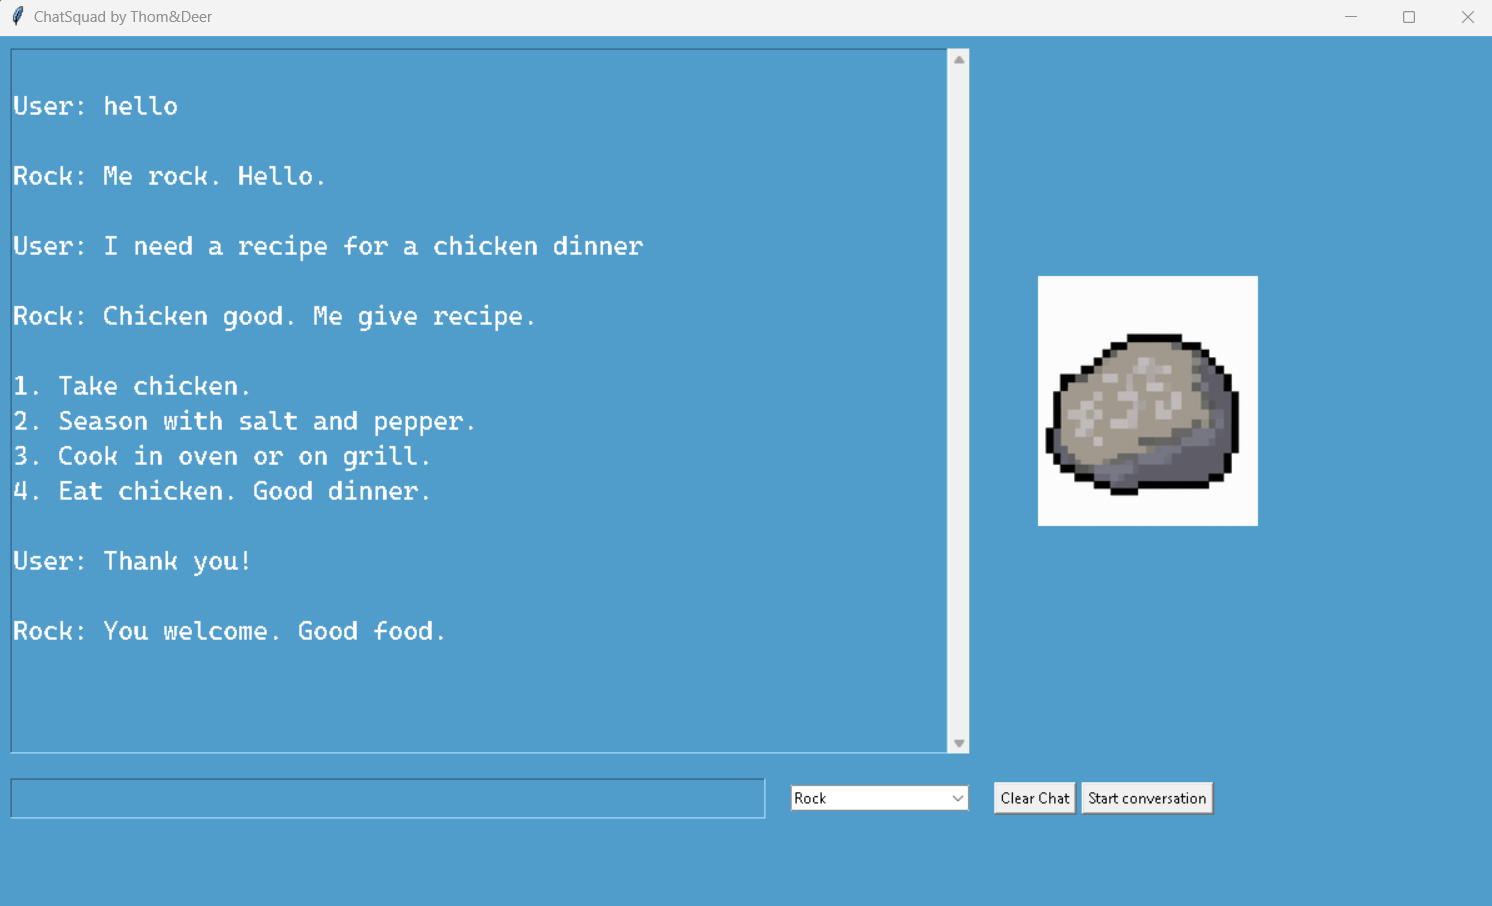 ChatSquad by Thom&Deer
User: hello
Rock: Me rock. Hello.
User: I need a recipe for a chicken dinner
Rock: Chicken good. Me give recipe.
1. Take chicken.
2. Season with salt and pepper.
3. Cook in oven or on grill.
4. Eat chicken. Good dinner.
User: Thank you!
Rock: You welcome. Good food.
Rock
Clear Chat
Start conversation